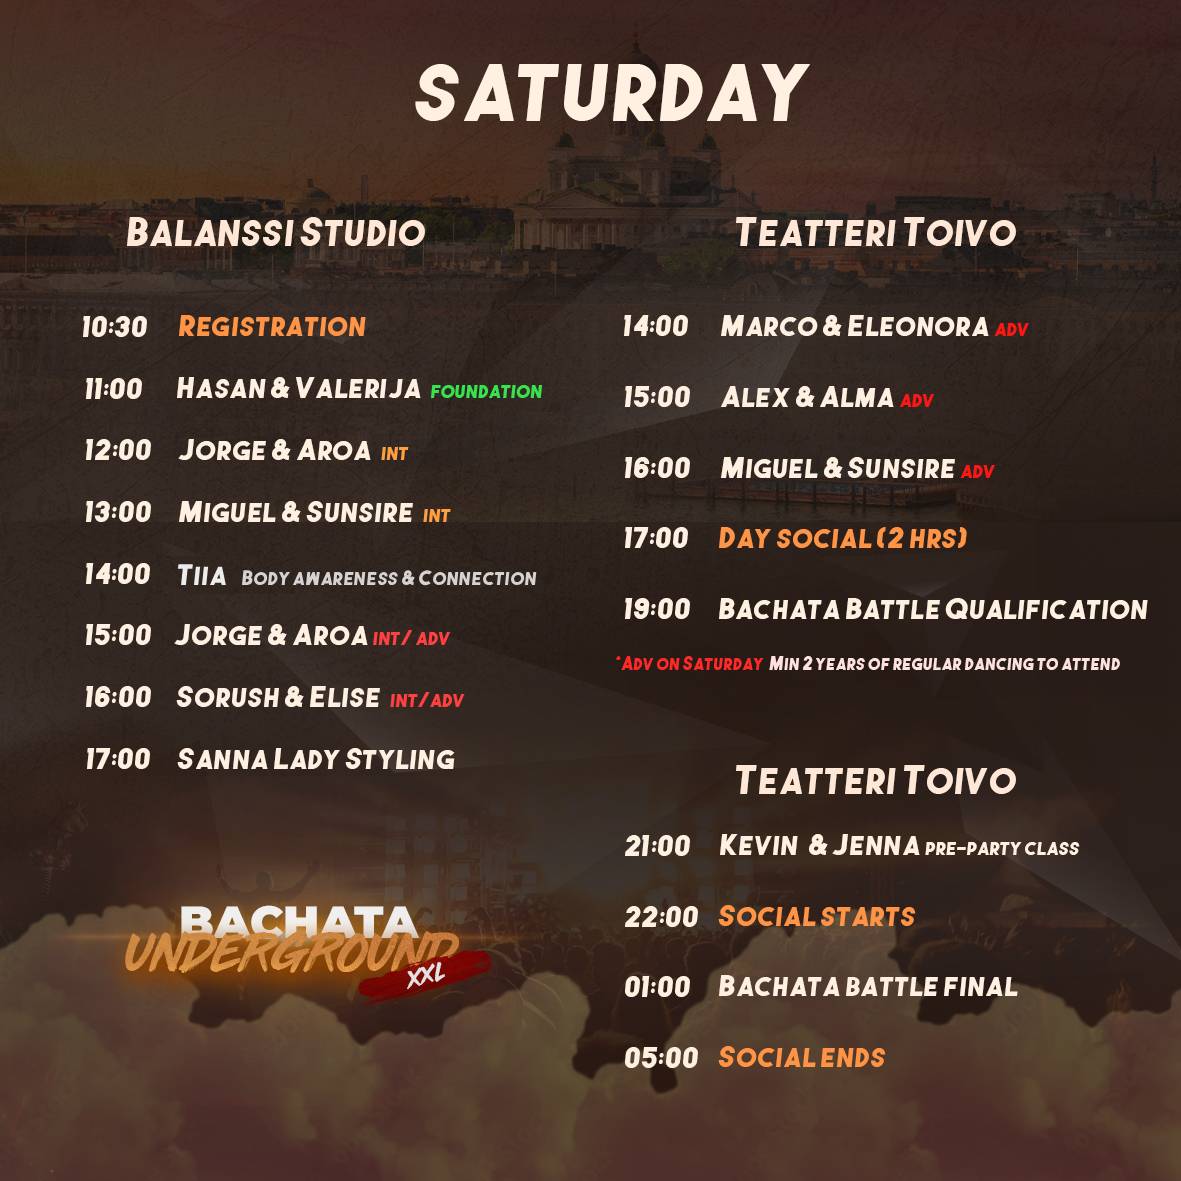 SATURDAY
BALANSSI STUDIO
10:30 REGISTRATION
11:00 HASAN & VALERIJA FOUNDATION
12:00 JORGE & AROA INT
13:00 MIGUEL & SUNSIRE INT
14:00 TIIA BODY AWARENESS & CONNECTION
15:00 JORGE & AROA INT/ ADV
16:00 SORUSH & ELISE INT/ADV
17:00 SANNA LADY STYLING
TEATTERI TOIVO
14:00 MARCO & ELEONORA ADV
15:00 ALEX & ALMA ADV
16:00 MIGUEL & SUNSIRE ADV
17:00 DAY SOCIAL (2 HRS)
19:00 BACHATA BATTLE QUALIFICATION
*ADV ON SATURDAY MIN 2 YEARS OF REGULAR DANCING TO ATTEND
TEATTERI TOIVO
21:00 KEVIN & JENNA PRE-PARTY CLASS
22:00 SOCIAL STARTS
01:00 BACHATA BATTLE FINAL
05:00 SOCIAL ENDS
BACHATA
UNDERGROUND
XXL